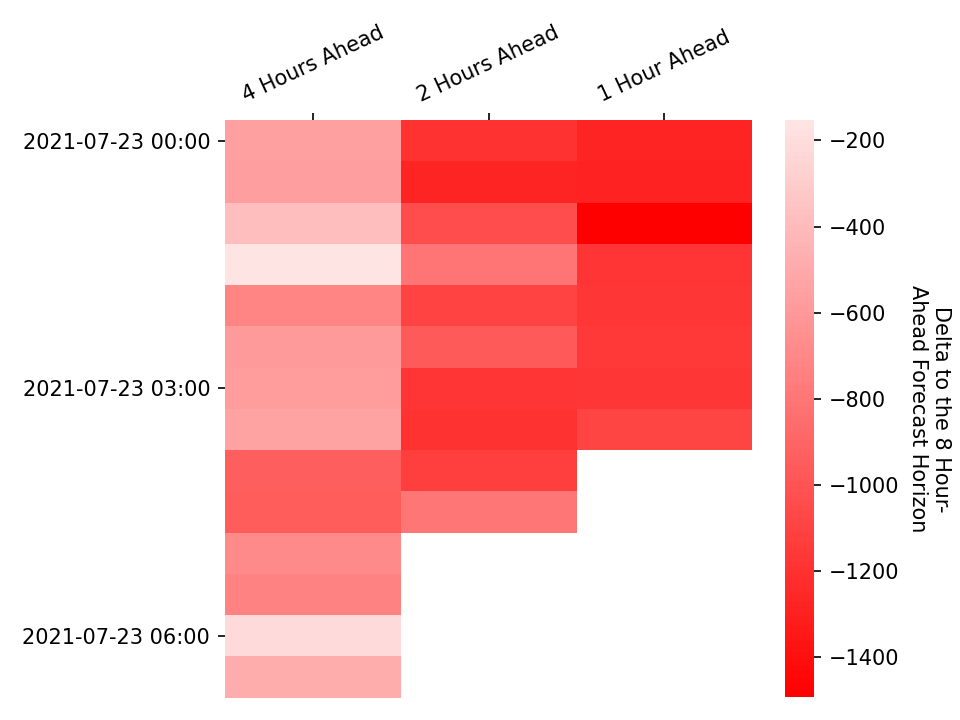 4 Hours Ahead
2 Hours Ahead
1 Hour Ahead
2021-07-23 00:00
2021-07-23 03:00
2021-07-23 06:00
−200
−400
−600
−800
−1000
−1200
−1400
Delta to the 8 Hour-
Ahead Forecast Horizon